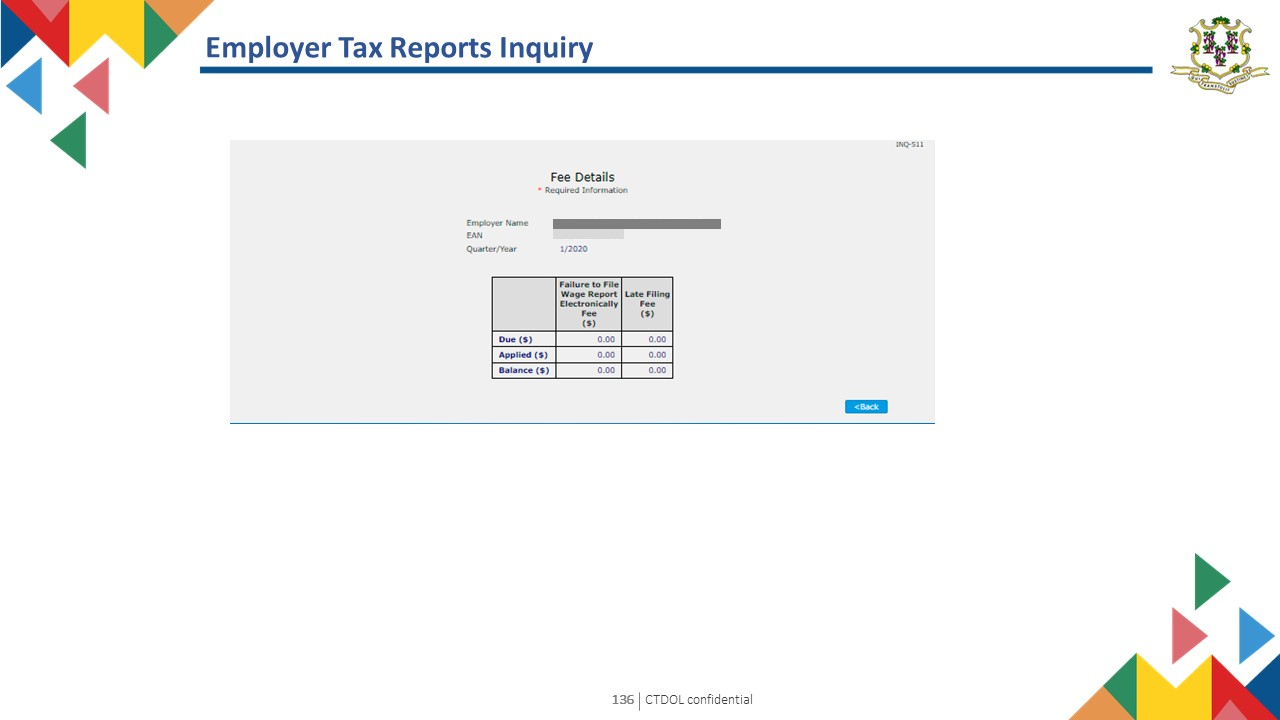 Employer Tax Reports Inquiry
INQ-511
Fee Details
* Required Information
Employer Name
EAN
Quarter/Year 1/2020
Failure to File Wage Report Electronically Fee ($) Late Filing Fee ($)
Due ($) 0.00 0.00
Applied ($) 0.00 0.00
Balance ($) 0.00 0.00
<Back
136 CTDOL confidential